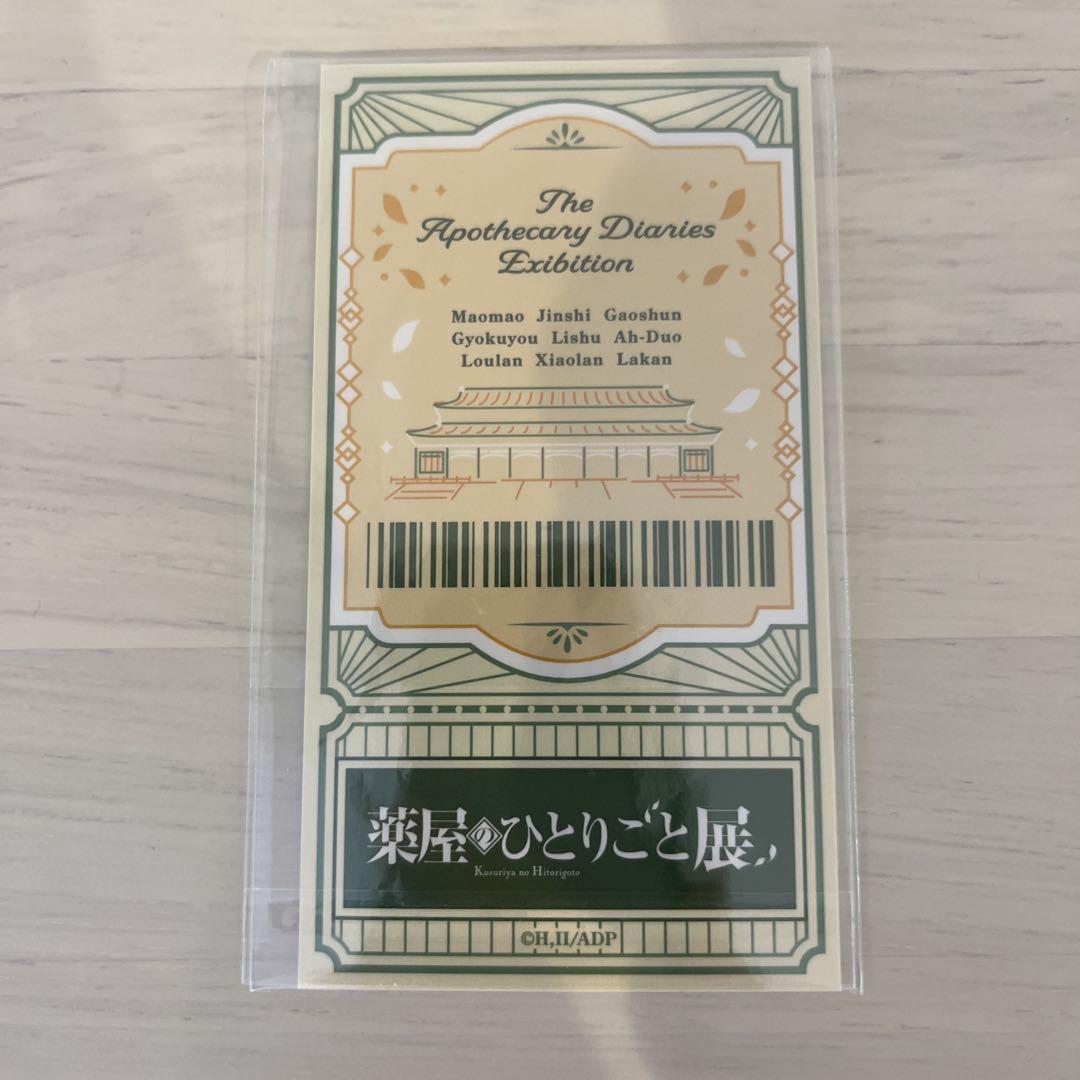 The
Apothecary Diaries
Exibition
Maomao Jinshi Gaoshun
Gyokuyou Lishu Ah-Duo
Loulan Xiaolan Lakan
薬屋のひとりごと展
Kusuriya no Hitorigoto
©H,II/ADP